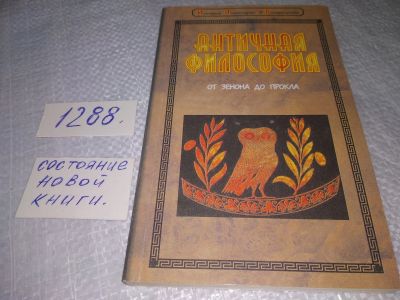 АНТИЧНАЯ
ФИЛОСОФИЯ
ОТ ЗЕНОНА ДО ПРОКЛА
1288.
состояние
новой
книги.